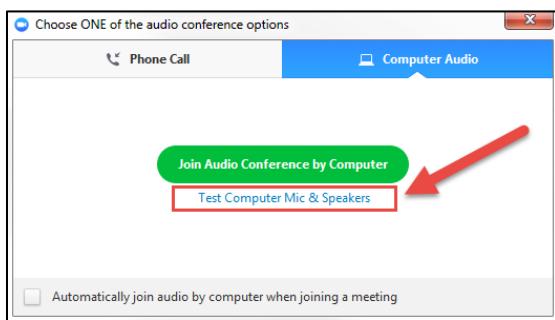 Choose ONE of the audio conference options
Phone Call
Computer Audio
Join Audio Conference by Computer
Test Computer Mic & Speakers
Automatically join audio by computer when joining a meeting